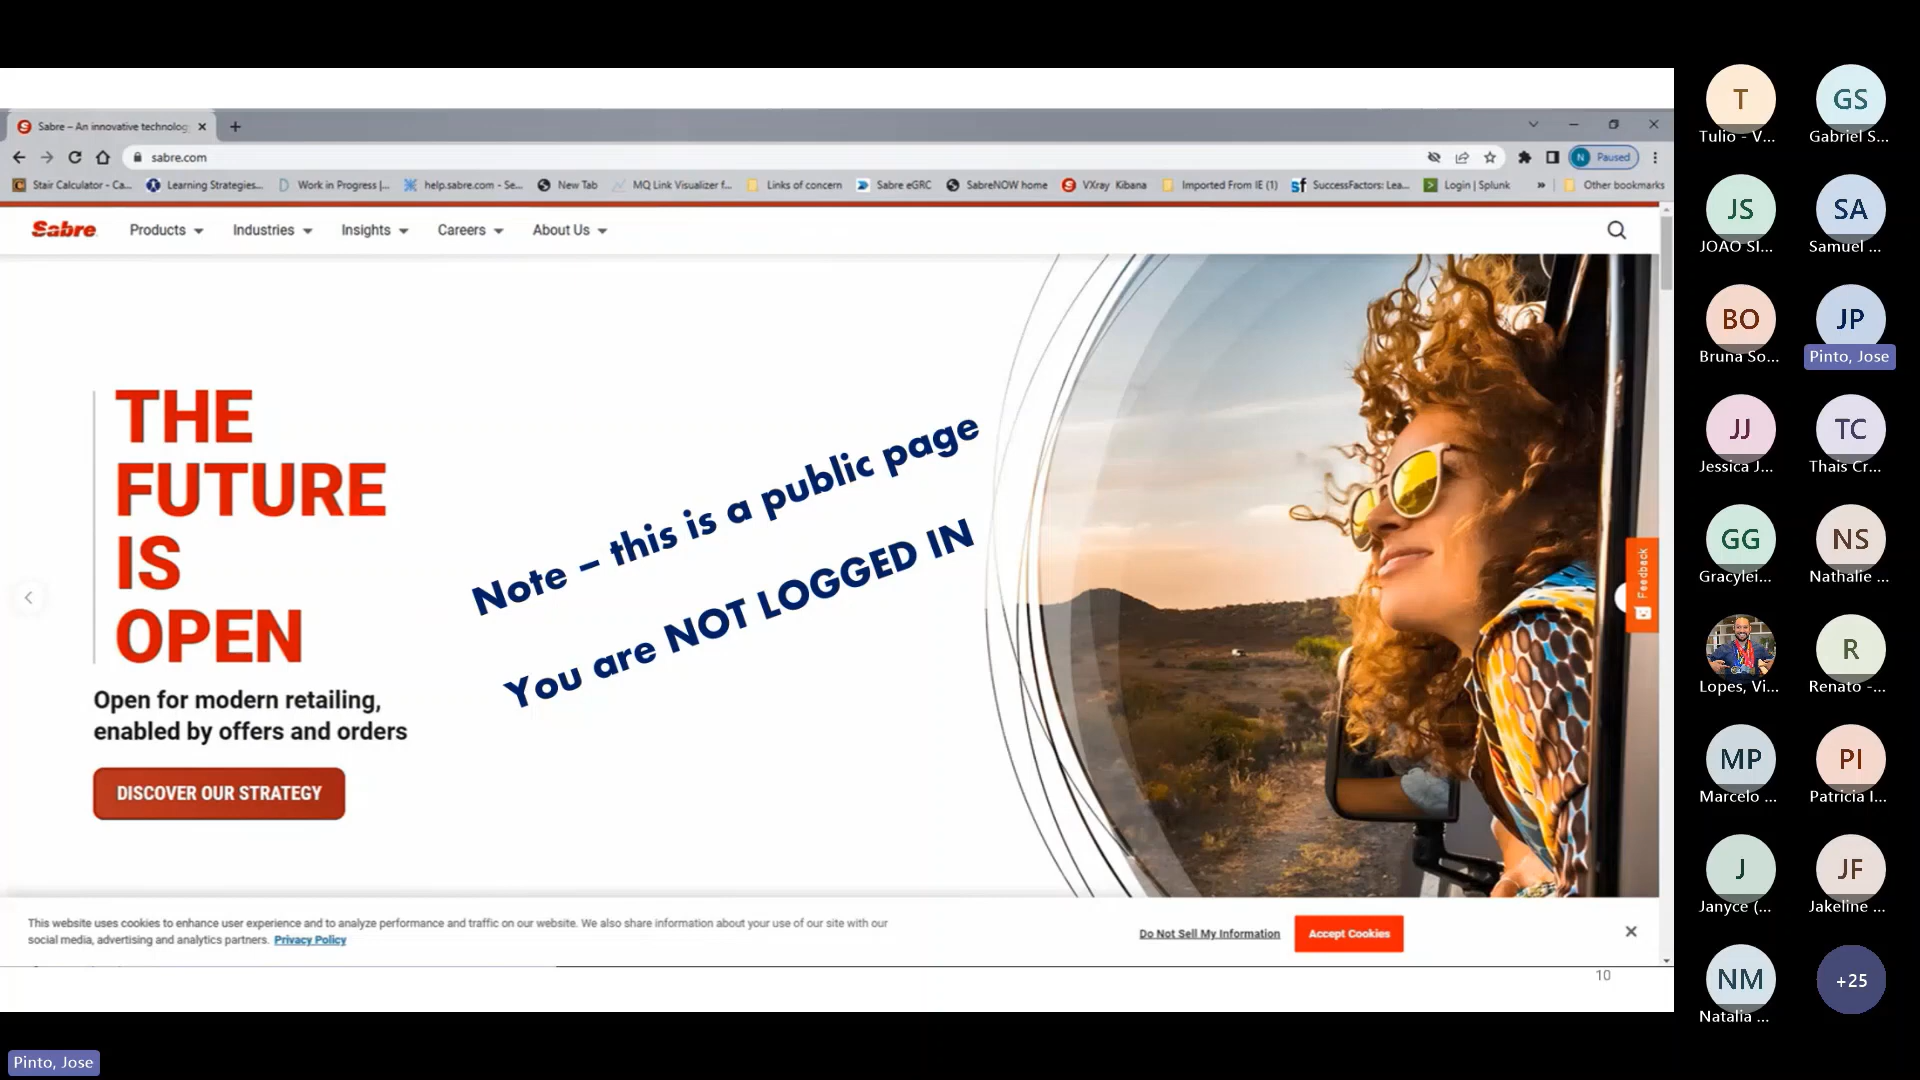 Sabre – An innovative technolog
sabre.com
Paused
Stair Calculator - Ca...
Learning Strategies...
Work in Progress |...
help.sabre.com - Se...
New Tab
MQ Link Visualizer f...
Links of concern
Sabre eGRC
SabreNOW home
VXray Kibana
Imported From IE (1)
SuccessFactors: Lea...
Login | Splunk
»
Other bookmarks
Sabre
Products
Industries
Insights
Careers
About Us
THE
FUTURE
IS
OPEN
Open for modern retailing,
enabled by offers and orders
DISCOVER OUR STRATEGY
Note – this is a public page
You are NOT LOGGED IN
Feedback
This website uses cookies to enhance user experience and to analyze performance and traffic on our website. We also share information about your use of our site with our
social media, advertising and analytics partners. Privacy Policy
Do Not Sell My Information
Accept Cookies
10
T
Tulio - V...
GS
Gabriel S...
JS
JOAO SI...
SA
Samuel ...
BO
Bruna So...
JP
Pinto, Jose
JJ
Jessica J...
TC
Thais Cr...
GG
Gracylei...
NS
Nathalie ...
Lopes, Vi...
R
Renato -...
MP
Marcelo ...
PI
Patricia I...
J
Janyce (...
JF
Jakeline ...
NM
Natalia ...
+25
Pinto, Jose